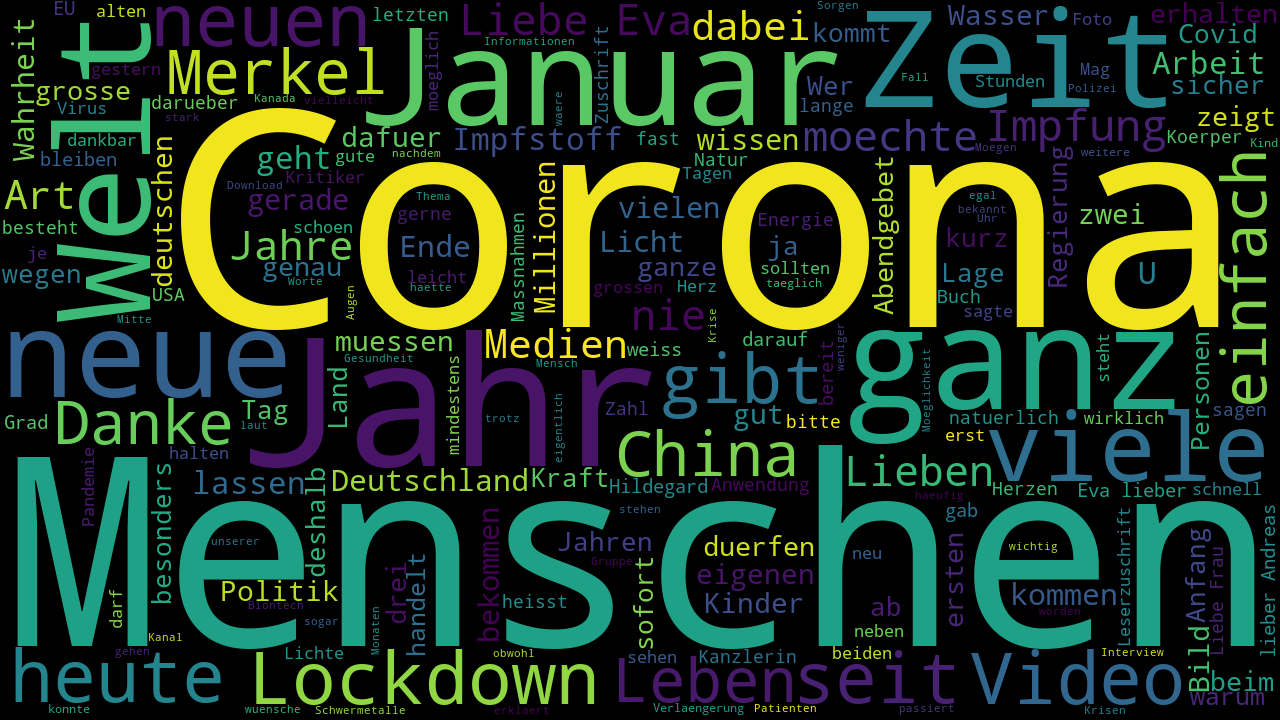 EU
alten
neuen
letzten
Liebe
Eva
dabei
Sorgen
kommt
Zeit
Wasser
Foto
erhalten
Covid
Informationen
Wahrheit
Welt
gestern
grosse
Merkel
Januar
moeglich
Zuschrift
Wer
lange
Fall
Stunden
Mag
Polizei
Arbeit
sicher
Virus
darueber
Kanada
vielleicht
stark
dankbar
bleiben
dafuer
Impfstoff
waere
fast
wissen
moechte
Impfung
zeigt
Koerper
Kind
Moegen
weitere
deutschen
geht
gute
nachdem
Kritiker
Download
gerade
Corona
Natur
Tagen
Art
besteht
je
wegen
USA
Mitte
schoen
Jahre
genau
Worte
Augen
Thema
gerne
Ende
leicht
haette
Massnahmen
Millionen
vielen
Licht
ganze
grossen
Herz
Energie
ja
sollten
taeglich
Abendgebet
egal
bekannt
Uhr
kurz
Lage
Buch
sagte
Regierung
zwei
U
einfach
nie
Krise
neue
Jahr
muessen
Gesundheit
Medien
weiss
Mensch
darauf
bereit
weniger
ganz
steht
Personen
gibt
Grad
Danke
Tag
laut
Land
mindestens
trotz
eigentlich
Zahl
gut
bitte
Moeglichkeit
natuerlich
erst
wirklich
sagen
viele
halten
Pandemie
besonders
lassen
deshalb
Deutschland
Kraft
China
Hildegard
Anwendung
Lieben
haeufig
Herzen
Eva lieber
schnell
Menschen
unserer
stehen
gab
wichtig
Leserzuschrift
Anfang
Liebe Frau
lieber Andreas
darf
Politik
Biontech
sogar
drei
handelt
bekommen
heisst
Jahren
Gruppe
sofort
duerfen
eigenen
Kinder
neu
ab
neben
ersten
kommen
worden
Kanal
gehen
Monaten
heute
Lichte
obwohl
sehen
Kanzlerin
beiden
Interview
Bild
beim
warum
konnte
wuensche
Lockdown
Schwermetalle
erklaert
Leben
Verlaengerung
Patienten
seit
passiert
Video
Krisen